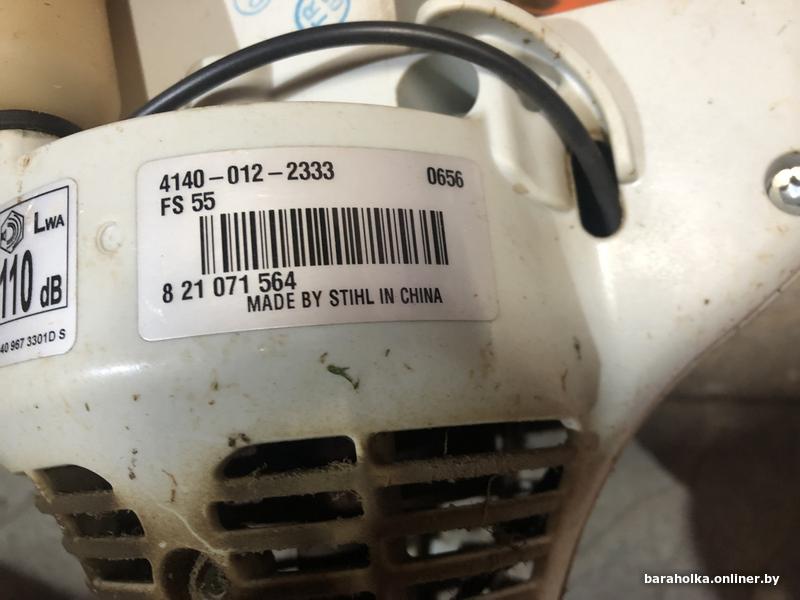 4140-012-2333 0656
FS 55
8 21 071 564
MADE BY STIHL IN CHINA
LWA
110 dB
40 967 3301D S
baraholka.onliner.by